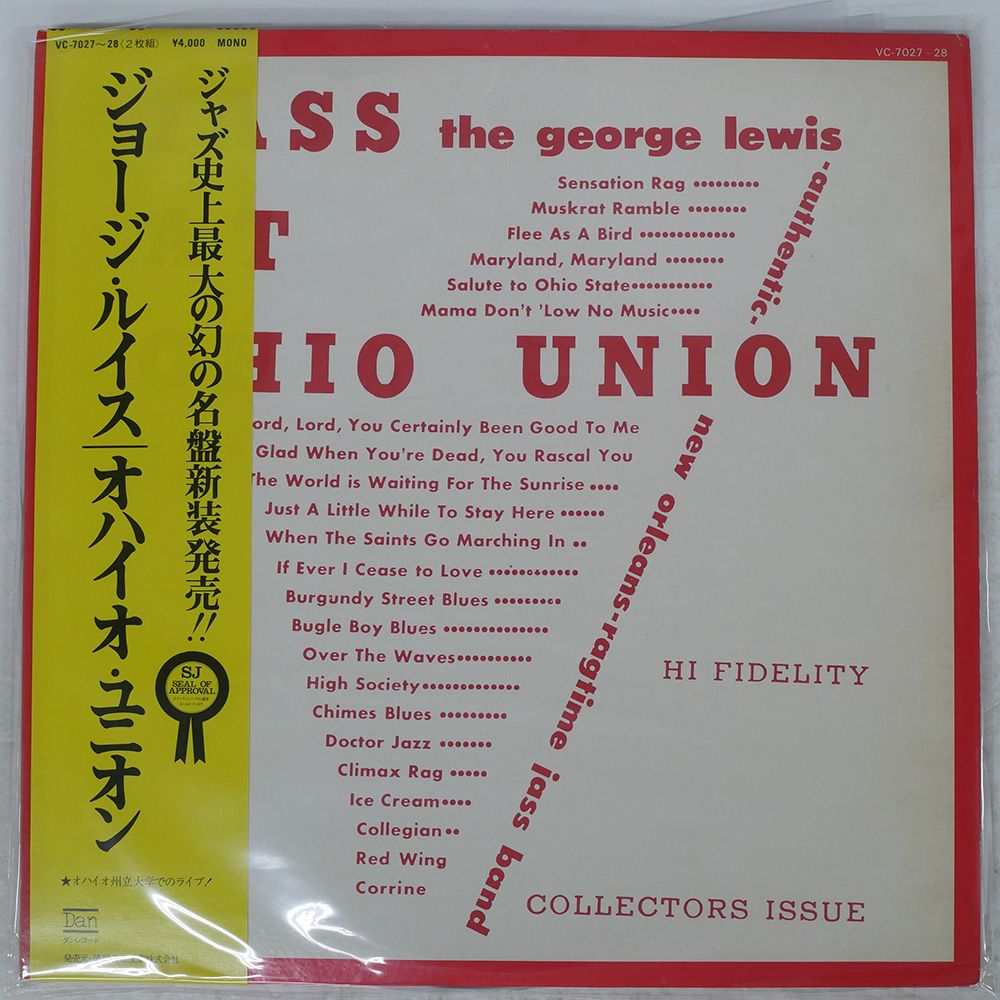 VC-7027～28〈2枚組〉 ¥4,000 MONO
ジャズ史上最大の幻の名盤新装発売!!
ジョージ・ルイス|オハイオ・ユニオン
SJ
SEAL OF
APPROVAL
★オハイオ州立大学でのライブ!
Dan
ダンレコード
VC-7027～28
ASS the george lewis
-authentic-
Sensation Rag
Muskrat Ramble
Flee As A Bird
Maryland, Maryland
Salute to Ohio State
Mama Don't 'Low No Music
T
HIO UNION
new orleans-ragtime jass band
ord, Lord, You Certainly Been Good To Me
Glad When You're Dead, You Rascal You
The World is Waiting For The Sunrise
Just A Little While To Stay Here
When The Saints Go Marching In
If Ever I Cease to Love
Burgundy Street Blues
Bugle Boy Blues
Over The Waves
High Society
Chimes Blues
Doctor Jazz
Climax Rag
Ice Cream
Collegian
Red Wing
Corrine
HI FIDELITY
COLLECTORS ISSUE